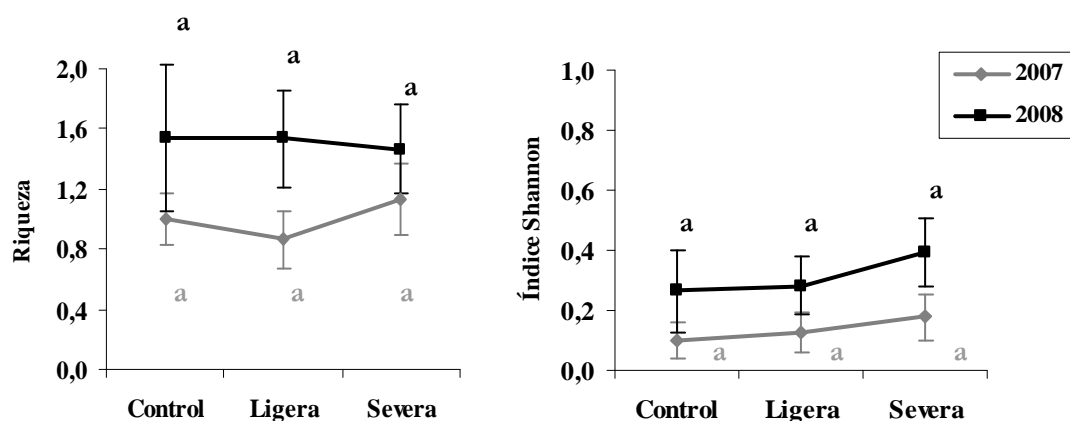 a
a
a
2,0
1,6
1,2
0,8
0,4
0,0
Riqueza
a
a
a
Control
Ligera
Severa
1,0
0,8
0,6
0,4
0,2
0,0
Índice Shannon
a
a
a
a
a
a
Control
Ligera
Severa
2007
2008